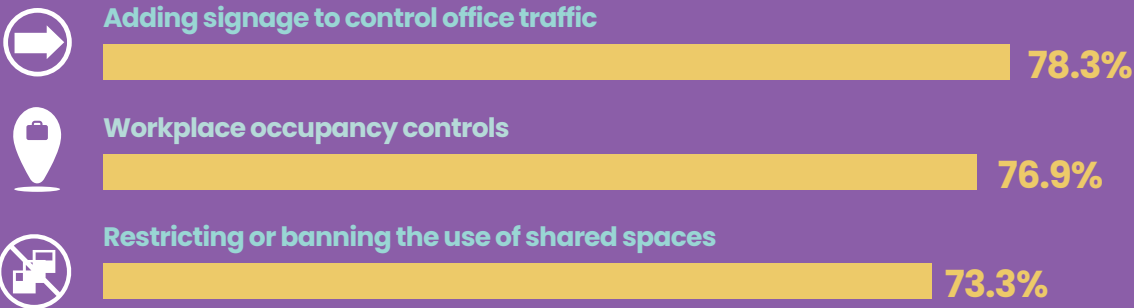 Adding signage to control office traffic
78.3%
Workplace occupancy controls
76.9%
Restricting or banning the use of shared spaces
73.3%